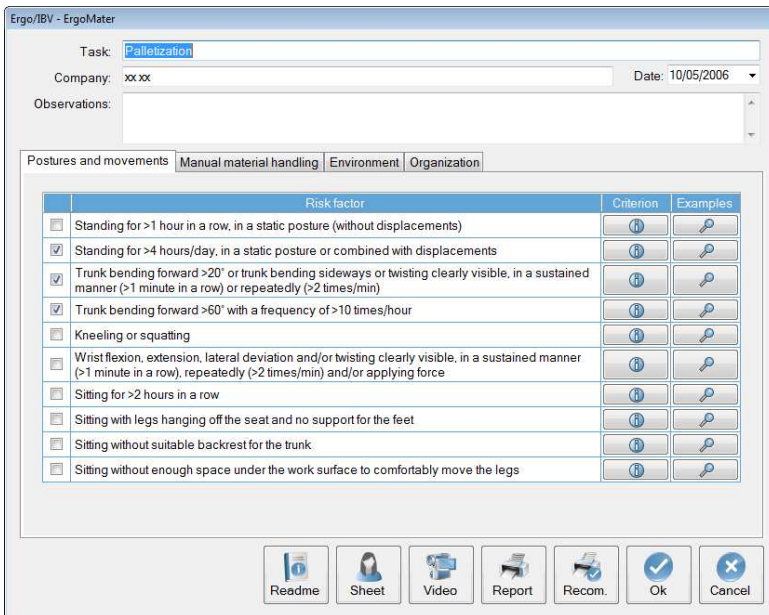 Ergo/IBV - ErgoMater
Task: Palletization
Company: xx xx Date: 10/05/2006
Observations:
Postures and movements Manual material handling Environment Organization
Risk factor Criterion Examples
Standing for >1 hour in a row, in a static posture (without displacements)
Standing for >4 hours/day, in a static posture or combined with displacements
Trunk bending forward >20° or trunk bending sideways or twisting clearly visible, in a sustained
manner (>1 minute in a row) or repeatedly (>2 times/min)
Trunk bending forward >60° with a frequency of >10 times/hour
Kneeling or squatting
Wrist flexion, extension, lateral deviation and/or twisting clearly visible, in a sustained manner
(>1 minute in a row), repeatedly (>2 times/min) and/or applying force
Sitting for >2 hours in a row
Sitting with legs hanging off the seat and no support for the feet
Sitting without suitable backrest for the trunk
Sitting without enough space under the work surface to comfortably move the legs
Readme Sheet Video Report Recom. Ok Cancel